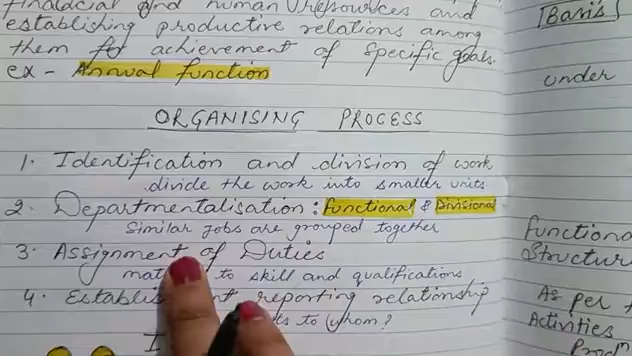 financial and human resources and
establishing productive relations among
them for achievement of specific goals.
ex - Annual function
ORGANISING PROCESS
1. Identification and division of work
divide the work into smaller units.
2. Departmentalisation : functional & Divisional
Similar jobs are grouped together
3. Assignment of Duties
to skill and qualifications
4. reporting relationship
to whom?
[Basis]
under
Structur
As per
Activities